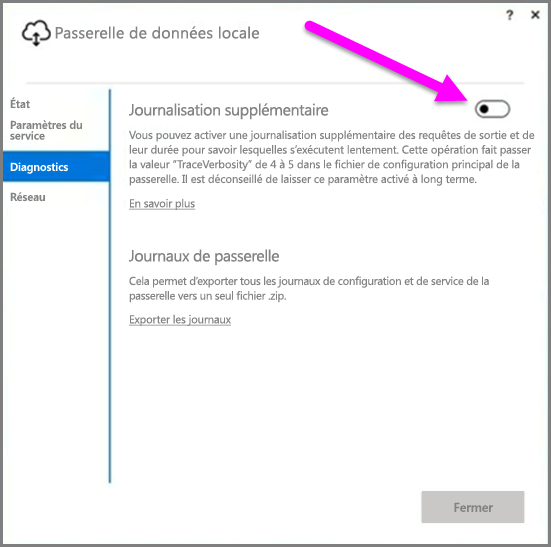 ? ×
Passerelle de données locale
État
Paramètres du
service
Diagnostics
Réseau
Journalisation supplémentaire
Vous pouvez activer une journalisation supplémentaire des requêtes de sortie et de
leur durée pour savoir lesquelles s’exécutent lentement. Cette opération fait passer
la valeur “TraceVerbosity” de 4 à 5 dans le fichier de configuration principal de la
passerelle. Il est déconseillé de laisser ce paramètre activé à long terme.
En savoir plus
Journaux de passerelle
Cela permet d’exporter tous les journaux de configuration et de service de la
passerelle vers un seul fichier .zip.
Exporter les journaux
Fermer